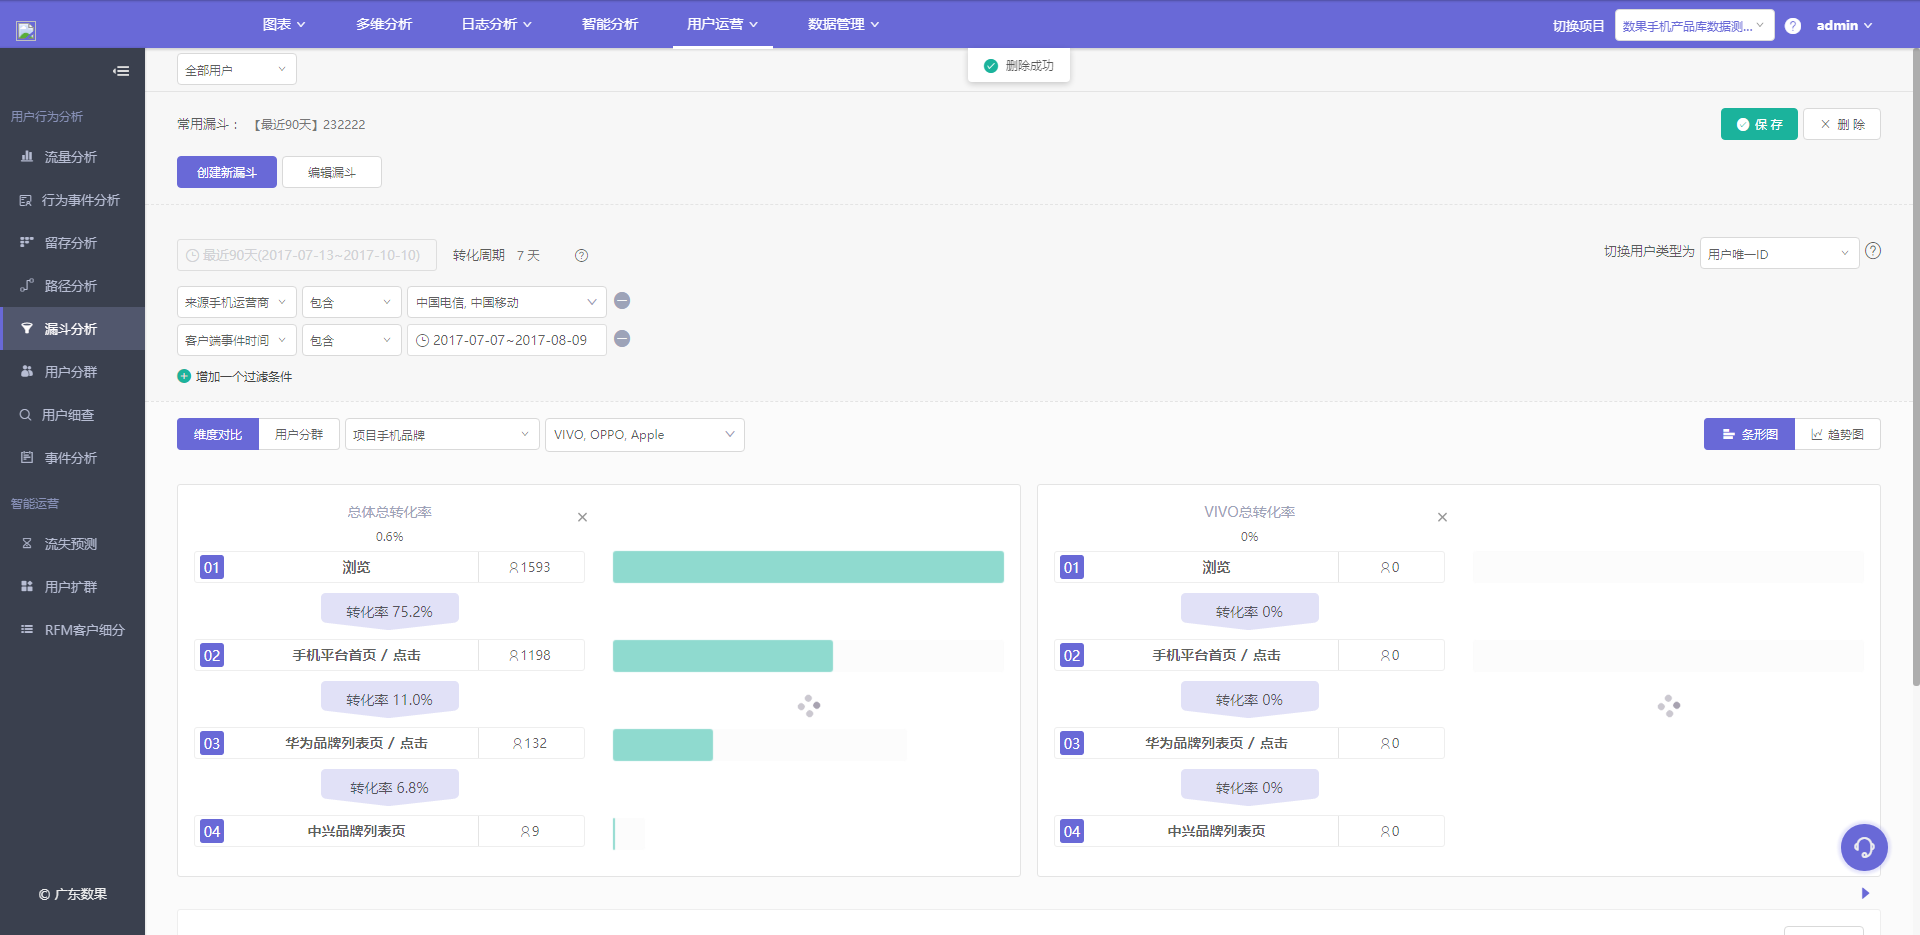 图表
多维分析
日志分析
智能分析
用户运营
数据管理
切换项目
数果手机产品库数据测...
?
admin
全部用户
删除成功
用户行为分析
流量分析
行为事件分析
留存分析
路径分析
漏斗分析
用户分群
用户细查
事件分析
智能运营
流失预测
用户扩群
RFM客户细分
© 广东数果
常用漏斗： 【最近90天】232222
保 存
删 除
创建新漏斗
编辑漏斗
最近90天(2017-07-13~2017-10-10)
转化周期 7 天
?
切换用户类型为
用户唯一ID
?
来源手机运营商
包含
中国电信, 中国移动
客户端事件时间
包含
2017-07-07~2017-08-09
增加一个过滤条件
维度对比
用户分群
项目手机品牌
VIVO, OPPO, Apple
条形图
趋势图
总体总转化率
0.6%
01 浏览 1593
转化率 75.2%
02 手机平台首页 / 点击 1198
转化率 11.0%
03 华为品牌列表页 / 点击 132
转化率 6.8%
04 中兴品牌列表页 9
VIVO总转化率
0%
01 浏览 0
转化率 0%
02 手机平台首页 / 点击 0
转化率 0%
03 华为品牌列表页 / 点击 0
转化率 0%
04 中兴品牌列表页 0